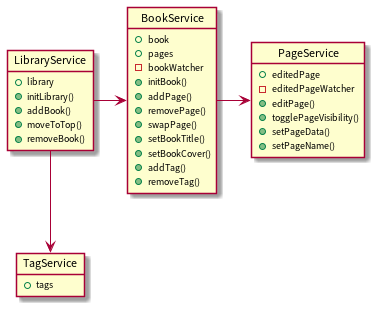 LibraryService
library
initLibrary()
addBook()
moveToTop()
removeBook()
BookService
book
pages
bookWatcher
initBook()
addPage()
removePage()
swapPage()
setBookTitle()
setBookCover()
addTag()
removeTag()
PageService
editedPage
editedPageWatcher
editPage()
togglePageVisibility()
setPageData()
setPageName()
TagService
tags